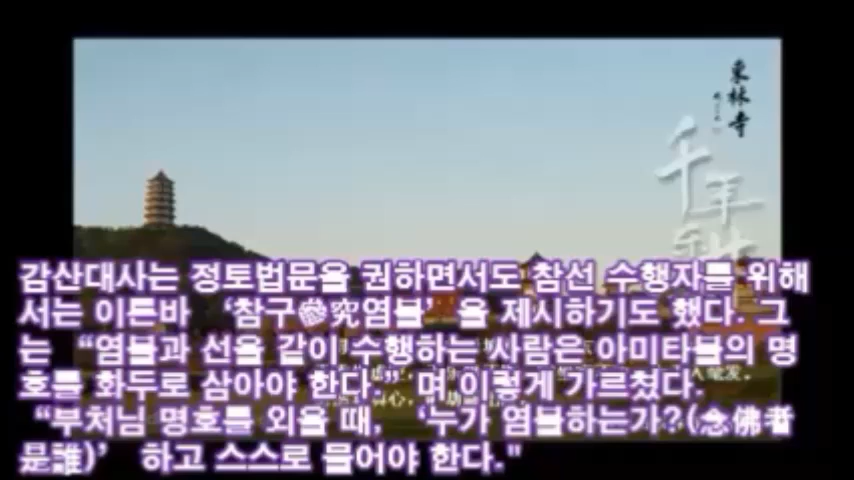 東林寺
千年
감산대사는 정토법문을 권하면서도 참선 수행자를 위해
서는 이른바 ‘참구參究염불’을 제시하기도 했다. 그
는 “염불과 선을 같이 수행하는 사람은 아미타불의 명
호를 화두로 삼아야 한다.”며 이렇게 가르쳤다.
“부처님 명호를 외울 때, ‘누가 염불하는가?(念佛者
是誰)’ 하고 스스로 물어야 한다."